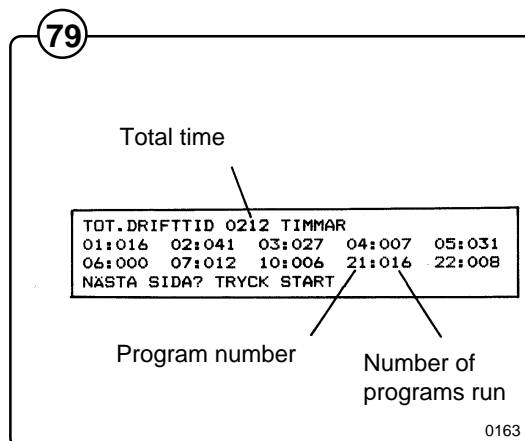 79
Total time
TOT.DRIFTTID 0212 TIMMAR
01:016 02:041 03:027 04:007 05:031
06:000 07:012 10:006 21:016 22:008
NÄSTA SIDA? TRYCK START
Program number
Number of
programs run
0163